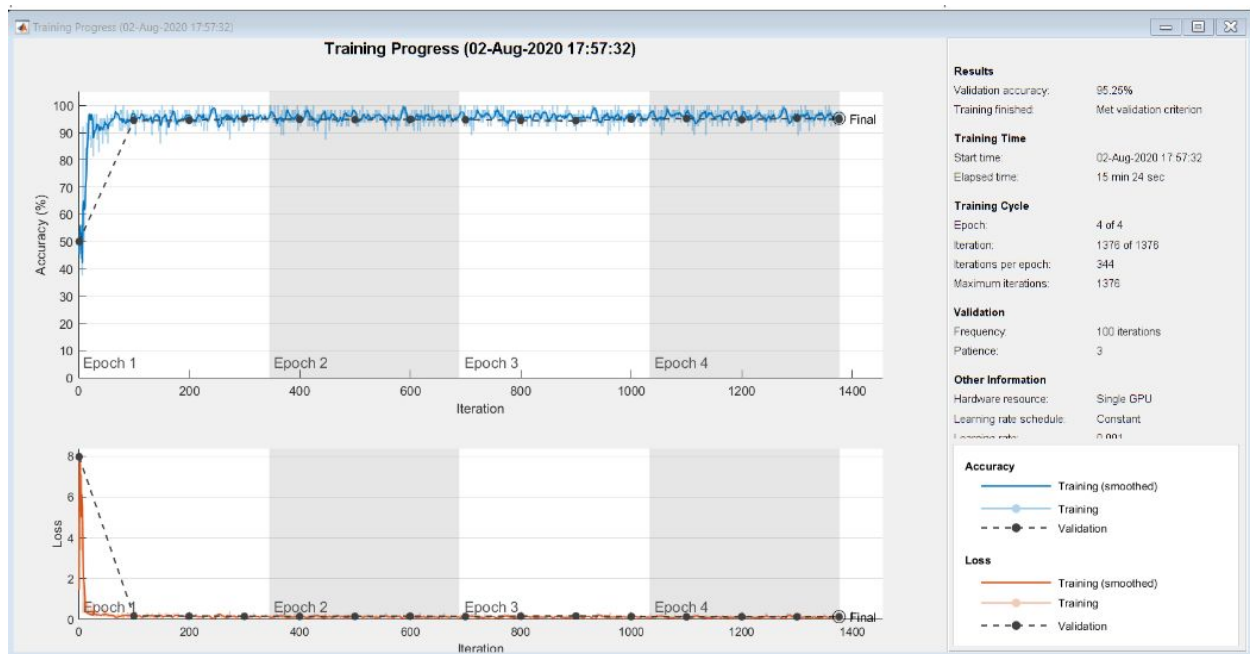 Training Progress (02-Aug-2020 17:57:32)
Training Progress (02-Aug-2020 17:57:32)
Accuracy (%)
100
90
80
70
60
50
40
30
20
10
0
Epoch 1
Epoch 2
Epoch 3
Epoch 4
Final
0
200
400
600
800
1000
1200
1400
Iteration
Loss
8
6
4
2
0
Epoch
Epoch 2
Epoch 3
Epoch 4
Final
0
200
400
600
800
1000
1200
1400
Iteration
Results
Validation accuracy: 95.25%
Training finished: Met validation criterion
Training Time
Start time: 02-Aug-2020 17:57:32
Elapsed time: 15 min 24 sec
Training Cycle
Epoch: 4 of 4
Iteration: 1376 of 1376
Iterations per epoch: 344
Maximum iterations: 1376
Validation
Frequency: 100 iterations
Patience: 3
Other Information
Hardware resource: Single GPU
Learning rate schedule: Constant
Learning rate: 0.001
Accuracy
Training (smoothed)
Training
Validation
Loss
Training (smoothed)
Training
Validation